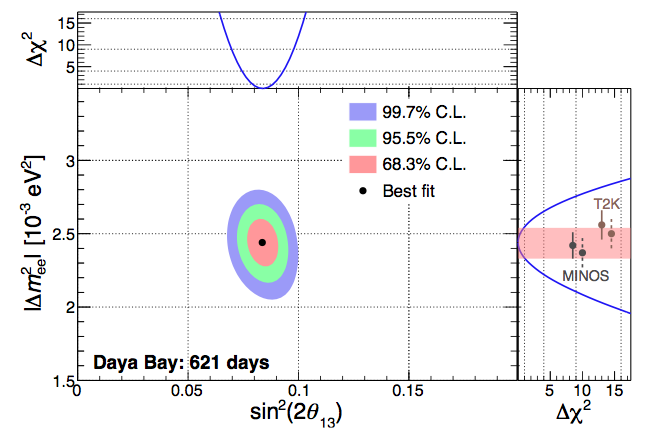 Δχ²
15
10
5
99.7% C.L.
95.5% C.L.
68.3% C.L.
Best fit
|Δm²ee| [10⁻³ eV²]
3
2.5
2
1.5
T2K
MINOS
Daya Bay: 621 days
0 0.05 0.1 0.15
sin²(2θ₁₃)
5 10 15
Δχ²